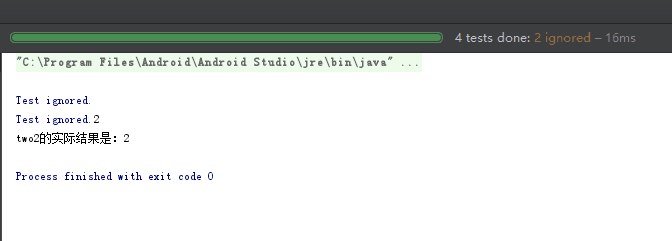 4 tests done: 2 ignored – 16ms
"C:\Program Files\Android\Android Studio\jre\bin\java" ...
Test ignored.
Test ignored.2
two2的实际结果是：2
Process finished with exit code 0